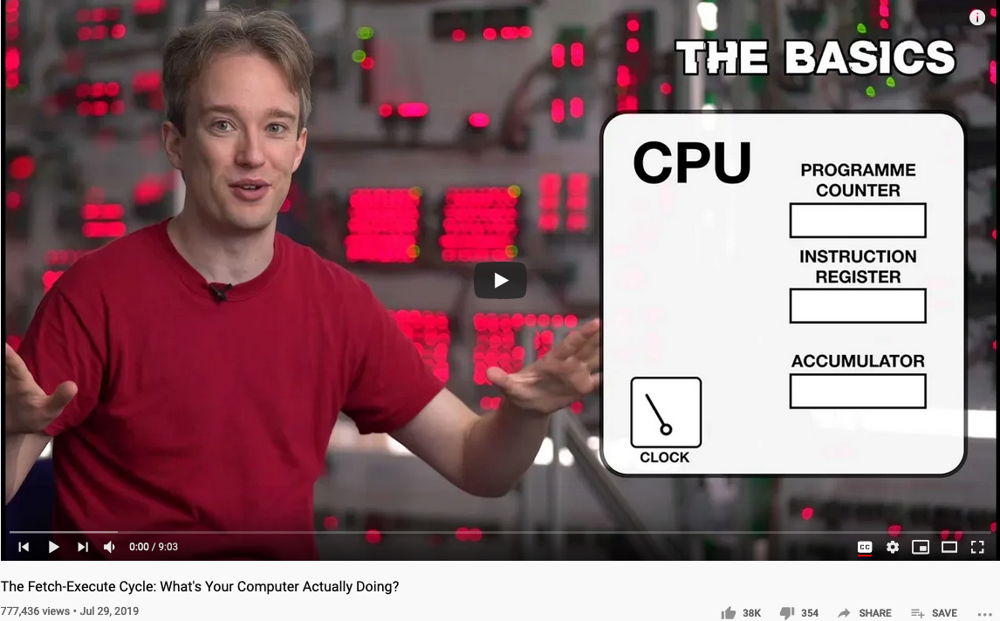 THE BASICS
CPU
PROGRAMME
COUNTER
INSTRUCTION
REGISTER
ACCUMULATOR
CLOCK
0:00 / 9:03
CC
The Fetch-Execute Cycle: What's Your Computer Actually Doing?
777,436 views • Jul 29, 2019
38K
354
SHARE
SAVE